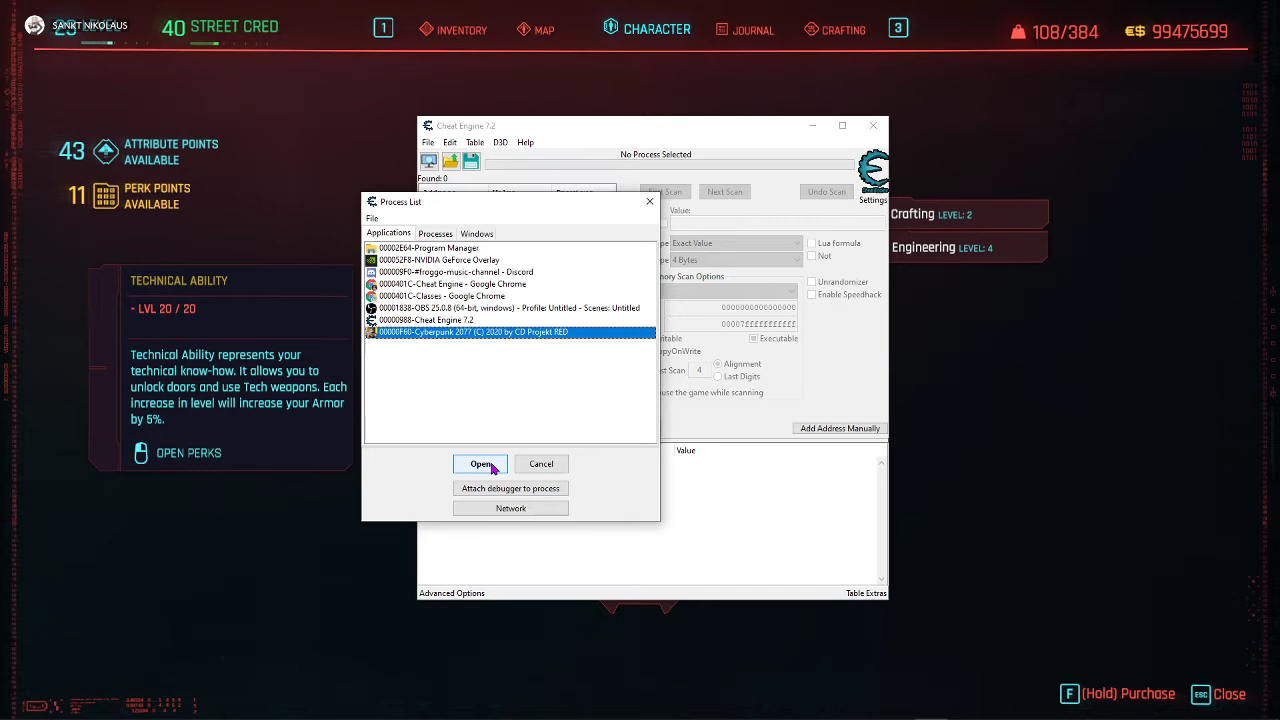 SANKT NIKOLAUS
40 STREET CRED
1
INVENTORY
MAP
CHARACTER
JOURNAL
CRAFTING
3
108/384
€$ 99475699
43 ATTRIBUTE POINTS
AVAILABLE
11 PERK POINTS
AVAILABLE
TECHNICAL ABILITY
- LVL 20 / 20
Technical Ability represents your
technical know-how. It allows you to
unlock doors and use Tech weapons. Each
increase in level will increase your Armor
by 5%.
OPEN PERKS
Cheat Engine 7.2
File Edit Table D3D Help
No Process Selected
Found: 0
Scan
Next Scan
Undo Scan
Settings
Value:
Exact Value
Lua formula
4 Bytes
Not
Scan Options
Unrandomizer
0000000000000000
Enable Speedhack
00007fffffffffff
Executable
Alignment
Scan 4
Last Digits
the game while scanning
Add Address Manually
Value
Advanced Options
Table Extras
Process List
File
Applications Processes Windows
00002E64-Program Manager
000052F8-NVIDIA GeForce Overlay
000009F0-#froggo-music-channel - Discord
0000401C-Cheat Engine - Google Chrome
0000401C-Classes - Google Chrome
00001838-OBS 25.0.8 (64-bit, windows) - Profile: Untitled - Scenes: Untitled
00000988-Cheat Engine 7.2
00000F60-Cyberpunk 2077 (C) 2020 by CD Projekt RED
Open
Cancel
Attach debugger to process
Network
Crafting LEVEL: 2
Engineering LEVEL: 4
F (Hold) Purchase
ESC Close